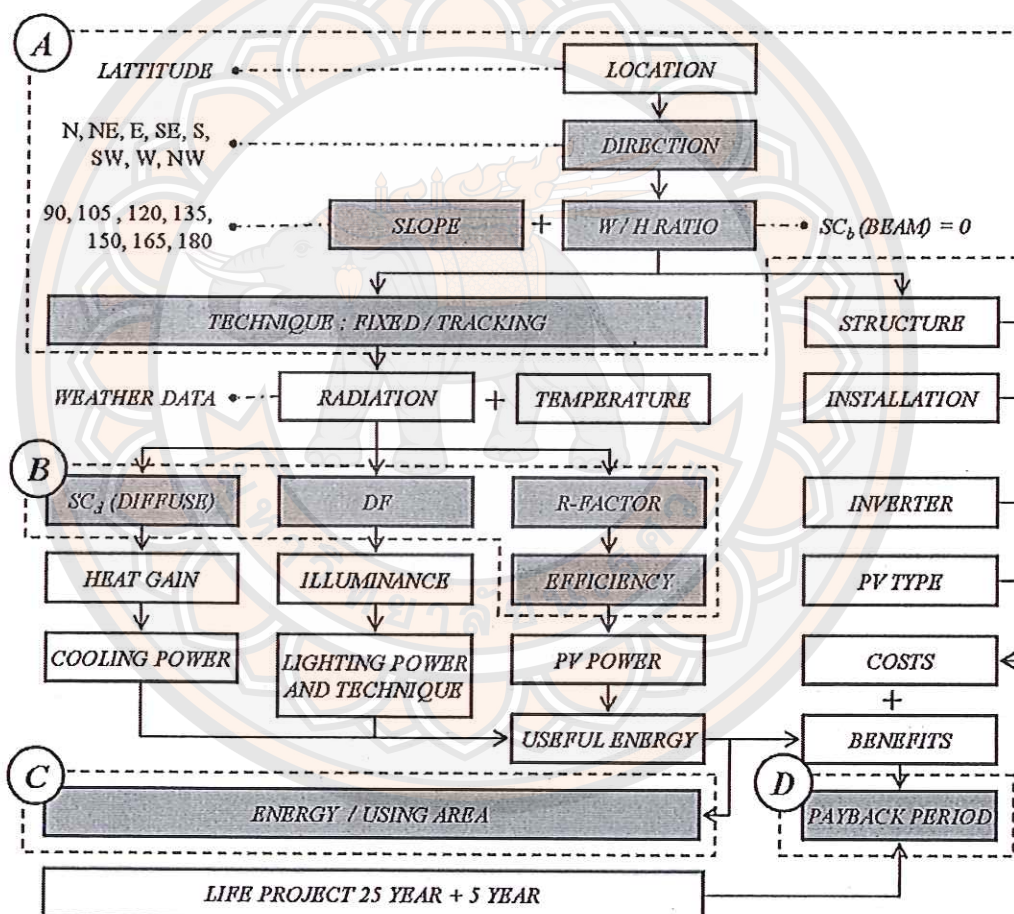 A
LATTITUDE
LOCATION
N, NE, E, SE, S,
SW, W, NW
DIRECTION
90, 105 , 120, 135,
150, 165, 180
SLOPE
+
W / H RATIO
SCb (BEAM) = 0
TECHNIQUE : FIXED / TRACKING
STRUCTURE
WEATHER DATA
RADIATION
+
TEMPERATURE
INSTALLATION
B
SCd (DIFFUSE)
DF
R-FACTOR
INVERTER
HEAT GAIN
ILLUMINANCE
EFFICIENCY
PV TYPE
COOLING POWER
LIGHTING POWER
AND TECHNIQUE
PV POWER
COSTS
+
USEFUL ENERGY
BENEFITS
C
ENERGY / USING AREA
D
PAYBACK PERIOD
LIFE PROJECT 25 YEAR + 5 YEAR